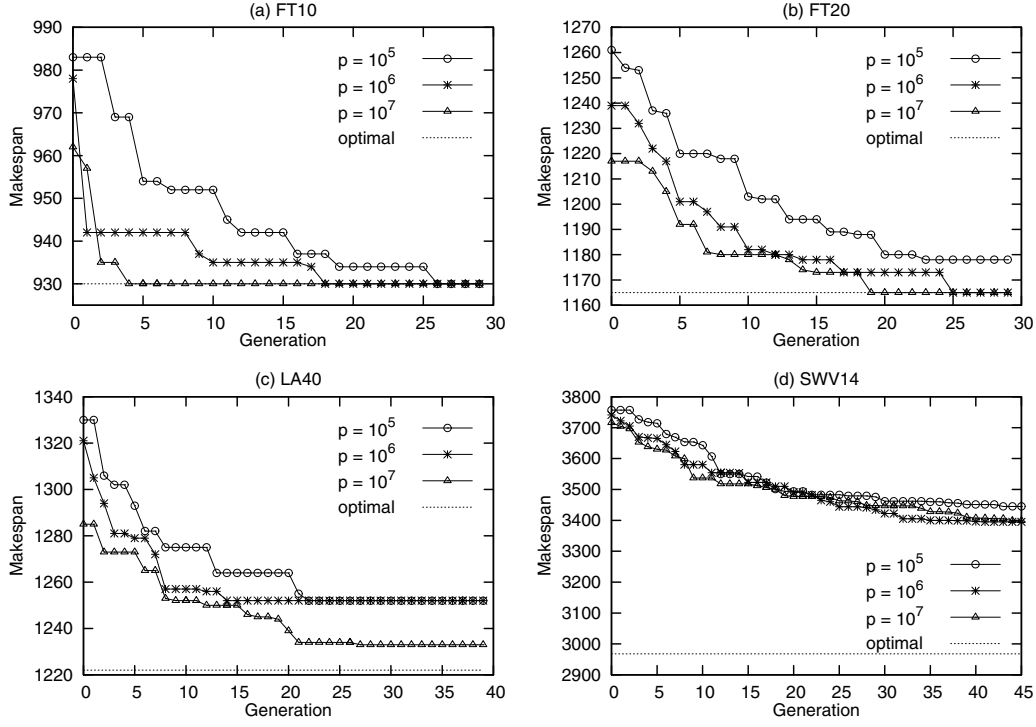 (a) FT10
990
980
970
960
950
940
930
Makespan
p = 10^5
p = 10^6
p = 10^7
optimal
0 5 10 15 20 25 30
Generation
(b) FT20
1270
1260
1250
1240
1230
1220
1210
1200
1190
1180
1170
1160
Makespan
p = 10^5
p = 10^6
p = 10^7
optimal
0 5 10 15 20 25 30
Generation
(c) LA40
1340
1320
1300
1280
1260
1240
1220
Makespan
p = 10^5
p = 10^6
p = 10^7
optimal
0 5 10 15 20 25 30 35 40
Generation
(d) SWV14
3800
3700
3600
3500
3400
3300
3200
3100
3000
2900
Makespan
p = 10^5
p = 10^6
p = 10^7
optimal
0 5 10 15 20 25 30 35 40 45
Generation